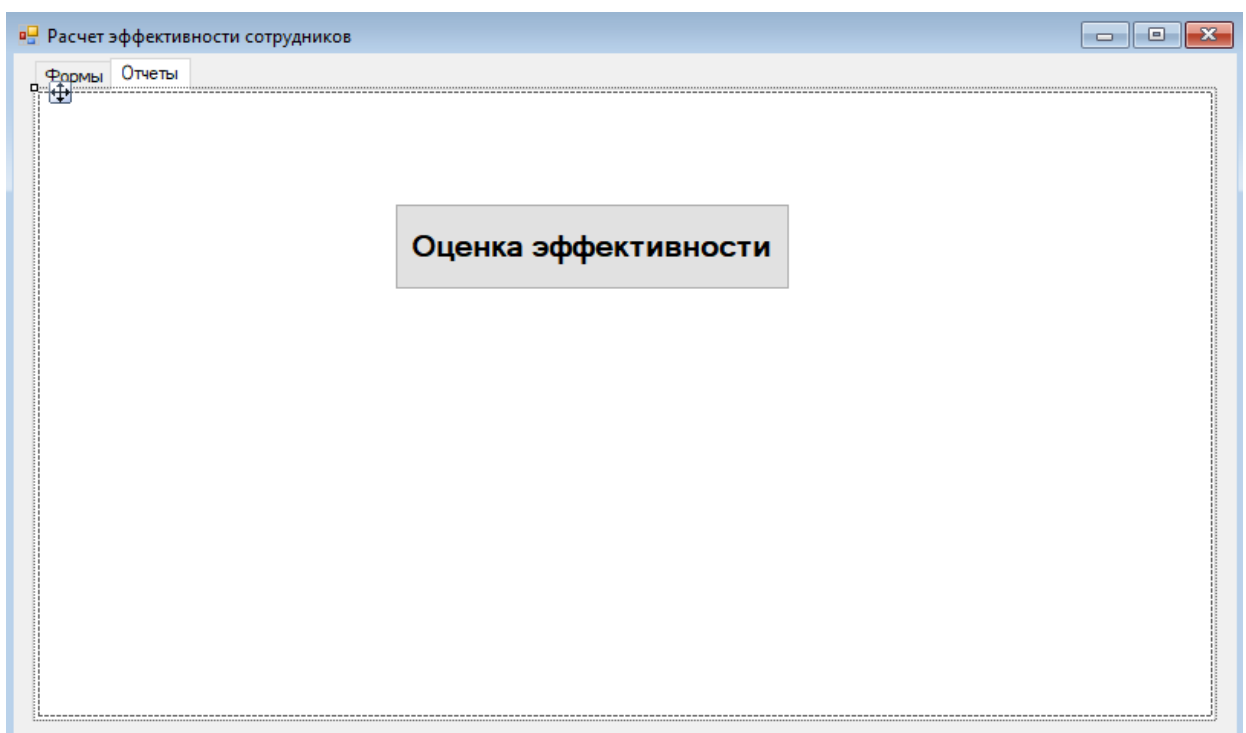 Расчет эффективности сотрудников
Формы Отчеты
Оценка эффективности